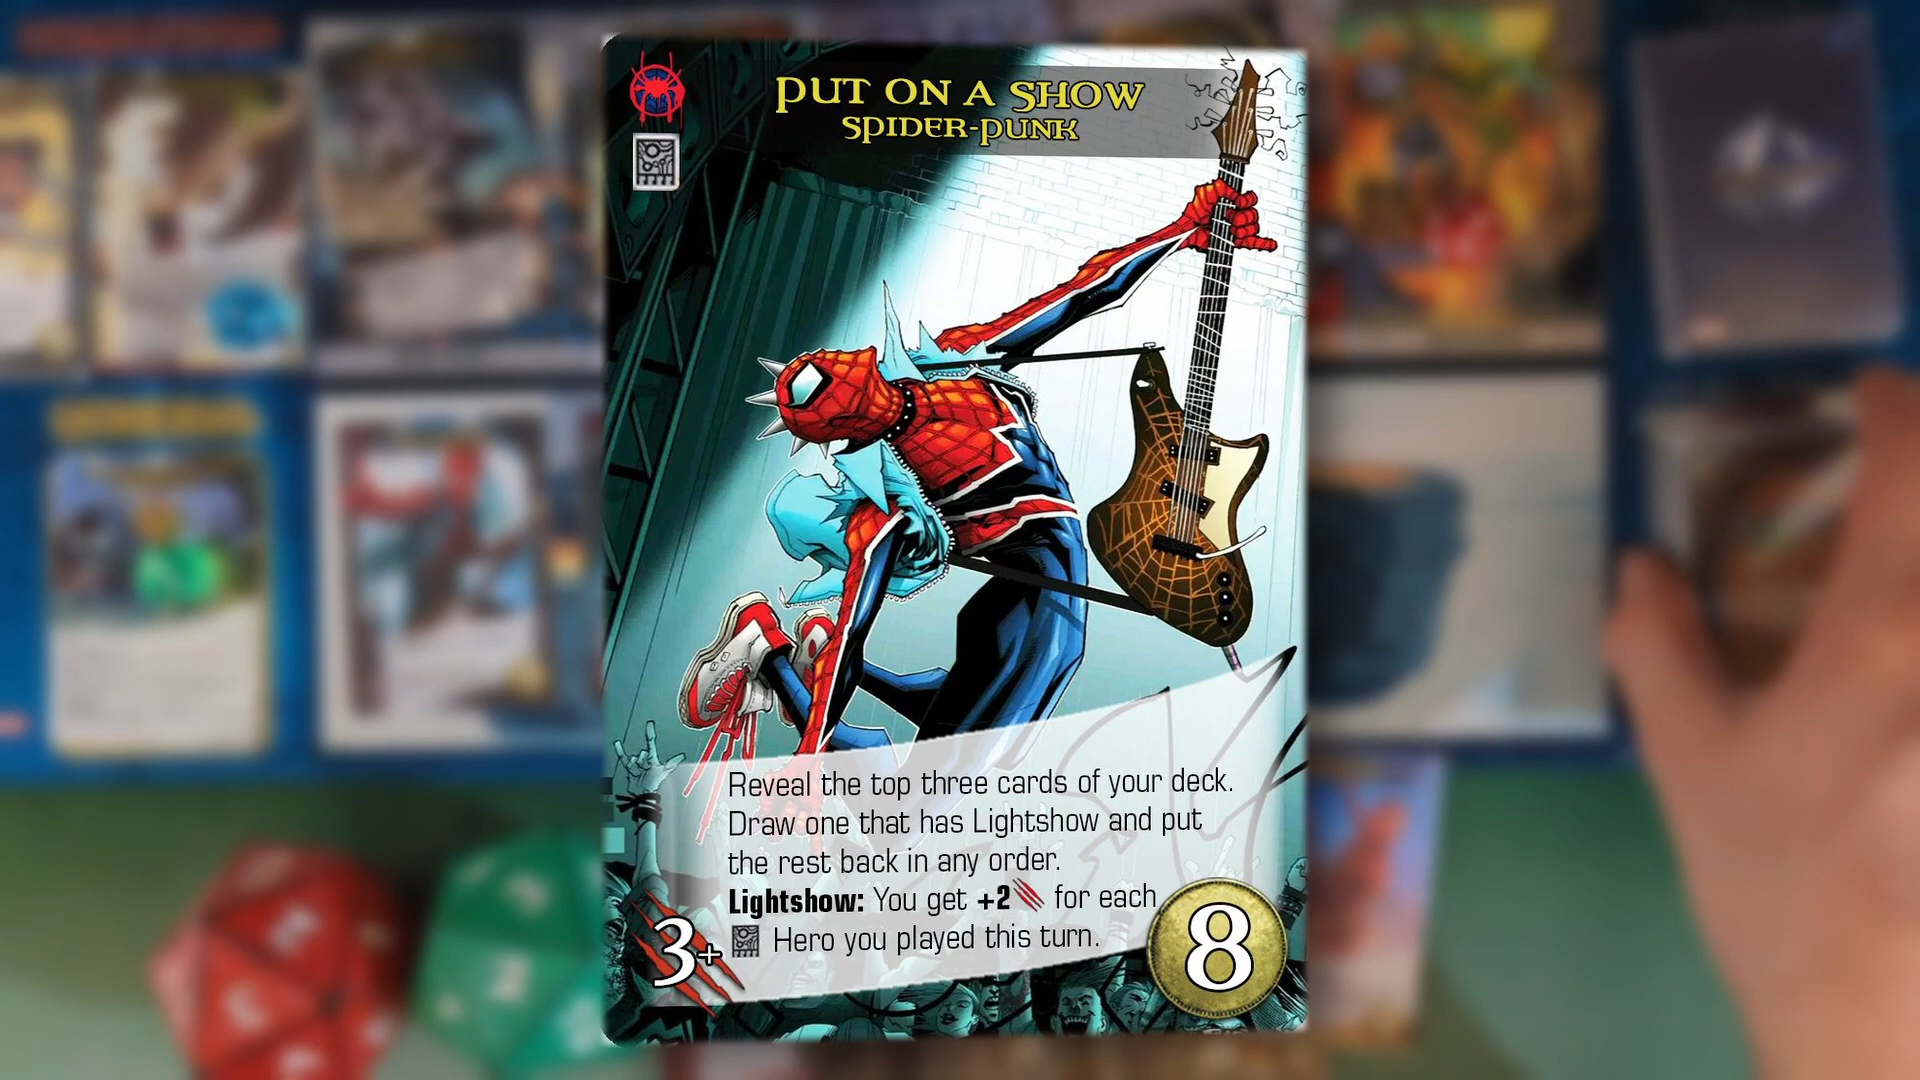 PUT ON A SHOW
SPIDER-PUNK
Reveal the top three cards of your deck.
Draw one that has Lightshow and put
the rest back in any order.
Lightshow: You get +2 for each
Hero you played this turn.
3+
8